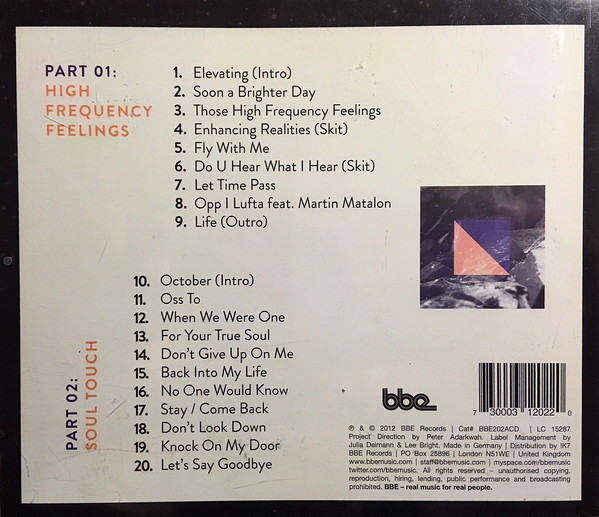 PART 01:
HIGH
FREQUENCY
FEELINGS
1. Elevating (Intro)
2. Soon a Brighter Day
3. Those High Frequency Feelings
4. Enhancing Realities (Skit)
5. Fly With Me
6. Do U Hear What I Hear (Skit)
7. Let Time Pass
8. Opp I Lufta feat. Martin Matalon
9. Life (Outro)
PART 02:
SOUL TOUCH
10. October (Intro)
11. Oss To
12. When We Were One
13. For Your True Soul
14. Don't Give Up On Me
15. Back Into My Life
16. No One Would Know
17. Stay / Come Back
18. Don't Look Down
19. Knock On My Door
20. Let's Say Goodbye
bbe
7 30003 12022 0
℗ & © 2012 BBE Records | Cat# BBE202ACD | LC 15287
Project Direction by Peter Adarkwah. Label Management by
Julia Deimann & Lee Bright. Made in Germany | Distribution by !K7
BBE Records | PO Box 25896 | London N51WE | United Kingdom
www.bbemusic.com | staff@bbemusic.com | myspace.com/bbemusic
twitter.com/bbemusic. All rights reserved – unauthorised copying,
reproduction, hiring, lending, public performance and broadcasting
prohibited. BBE – real music for real people.